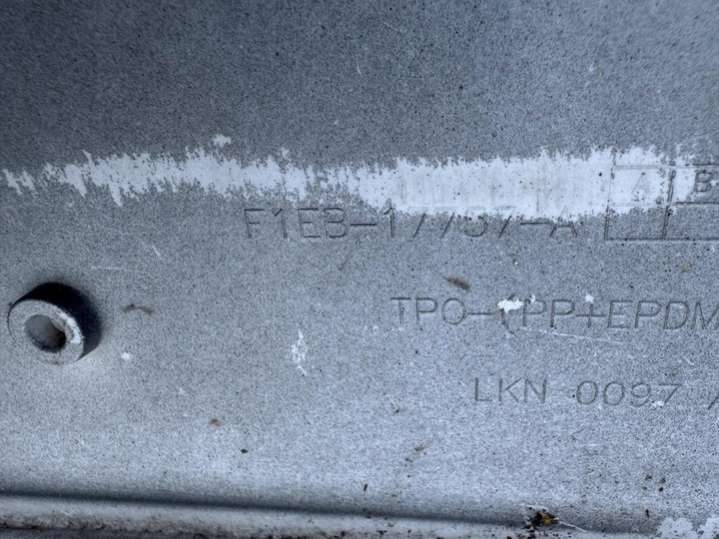 F1EB-17757-A A B
TPO-(PP+EPDM
LKN 0097